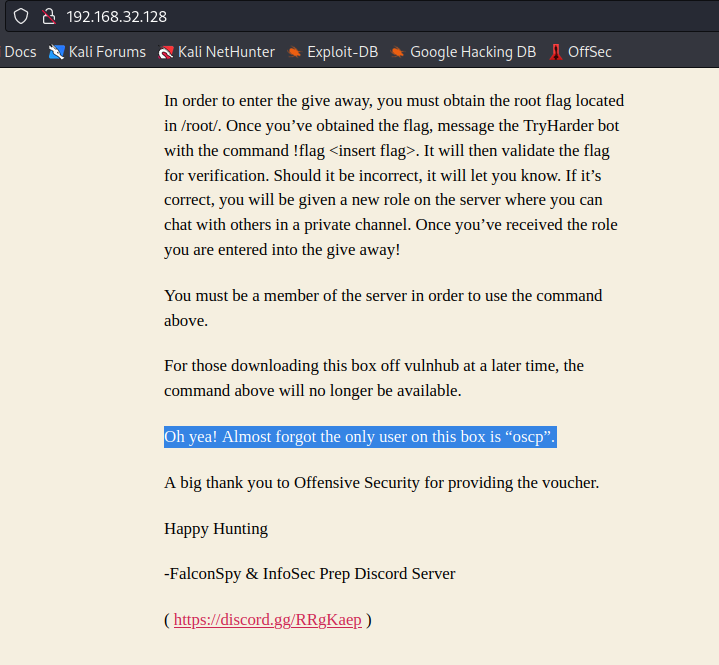 192.168.32.128
Docs Kali Forums Kali NetHunter Exploit-DB Google Hacking DB OffSec
In order to enter the give away, you must obtain the root flag located
in /root/. Once you’ve obtained the flag, message the TryHarder bot
with the command !flag <insert flag>. It will then validate the flag
for verification. Should it be incorrect, it will let you know. If it’s
correct, you will be given a new role on the server where you can
chat with others in a private channel. Once you’ve received the role
you are entered into the give away!
You must be a member of the server in order to use the command
above.
For those downloading this box off vulnhub at a later time, the
command above will no longer be available.
Oh yea! Almost forgot the only user on this box is “oscp”.
A big thank you to Offensive Security for providing the voucher.
Happy Hunting
-FalconSpy & InfoSec Prep Discord Server
( https://discord.gg/RRgKaep )